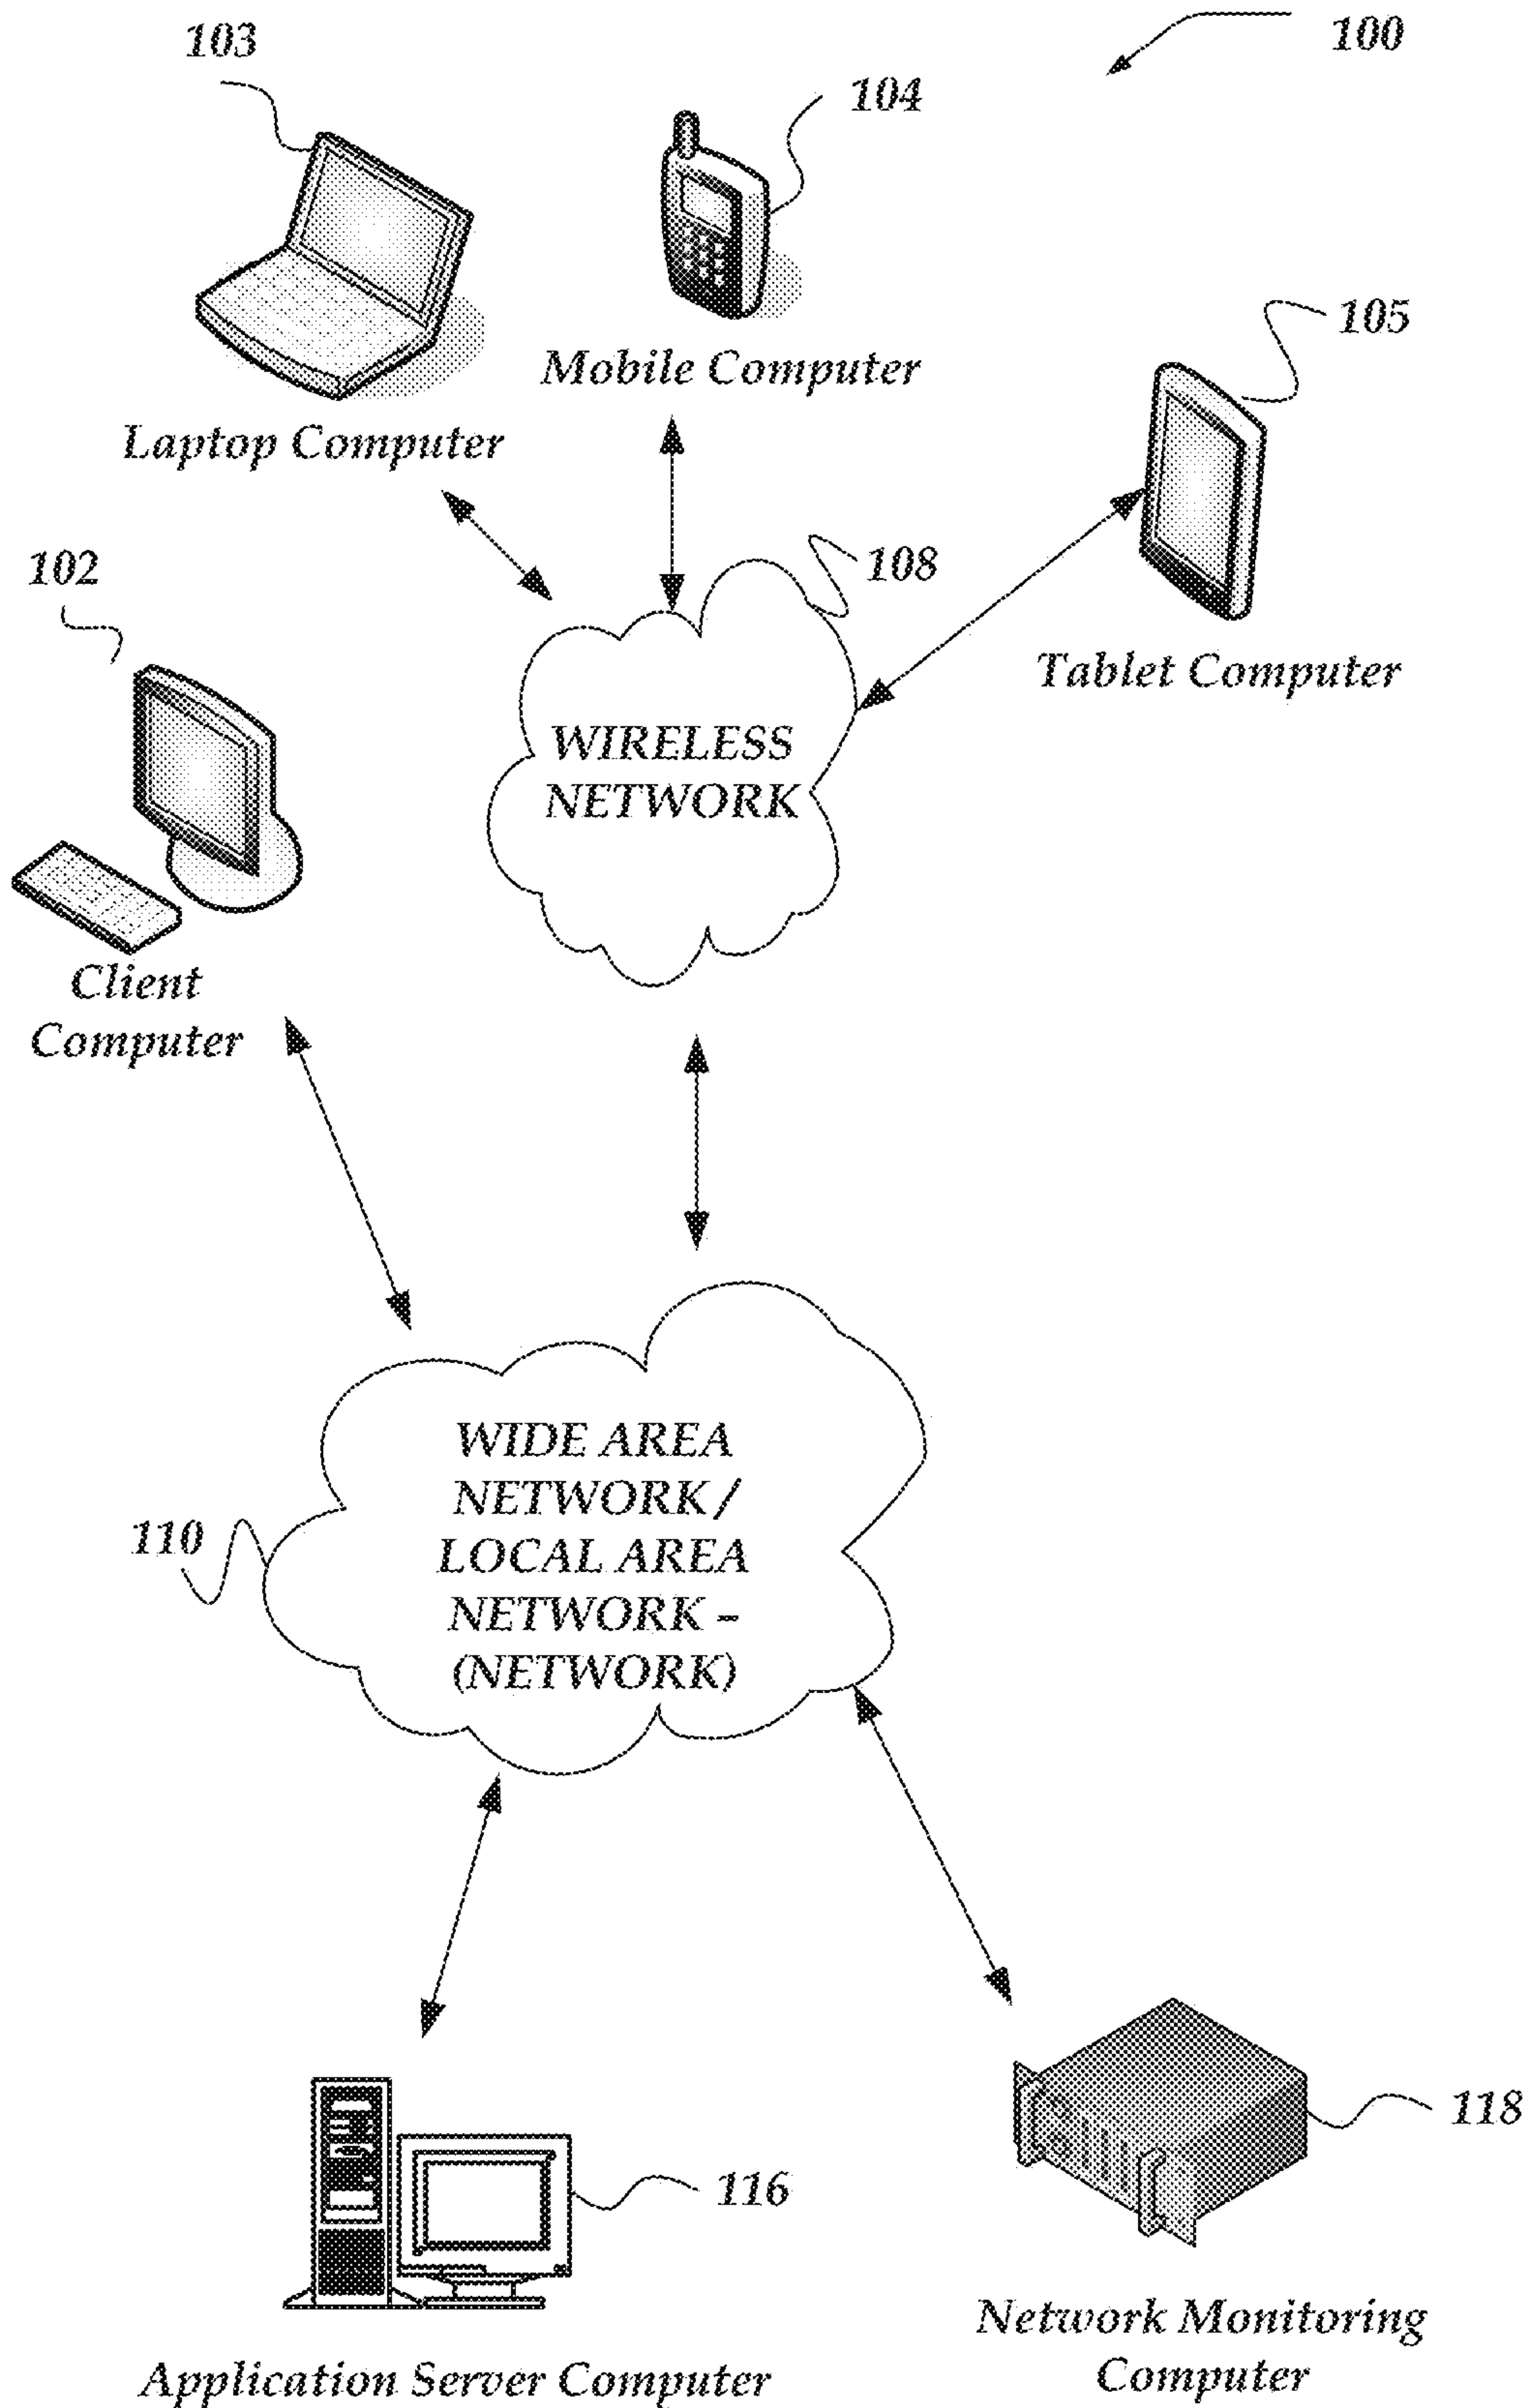 103
100
104
105
Mobile Computer
Laptop Computer
108
102
Tablet Computer
WIRELESS
NETWORK
Client
Computer
WIDE AREA
NETWORK /
LOCAL AREA
NETWORK –
(NETWORK)
110
118
116
Network Monitoring
Computer
Application Server Computer